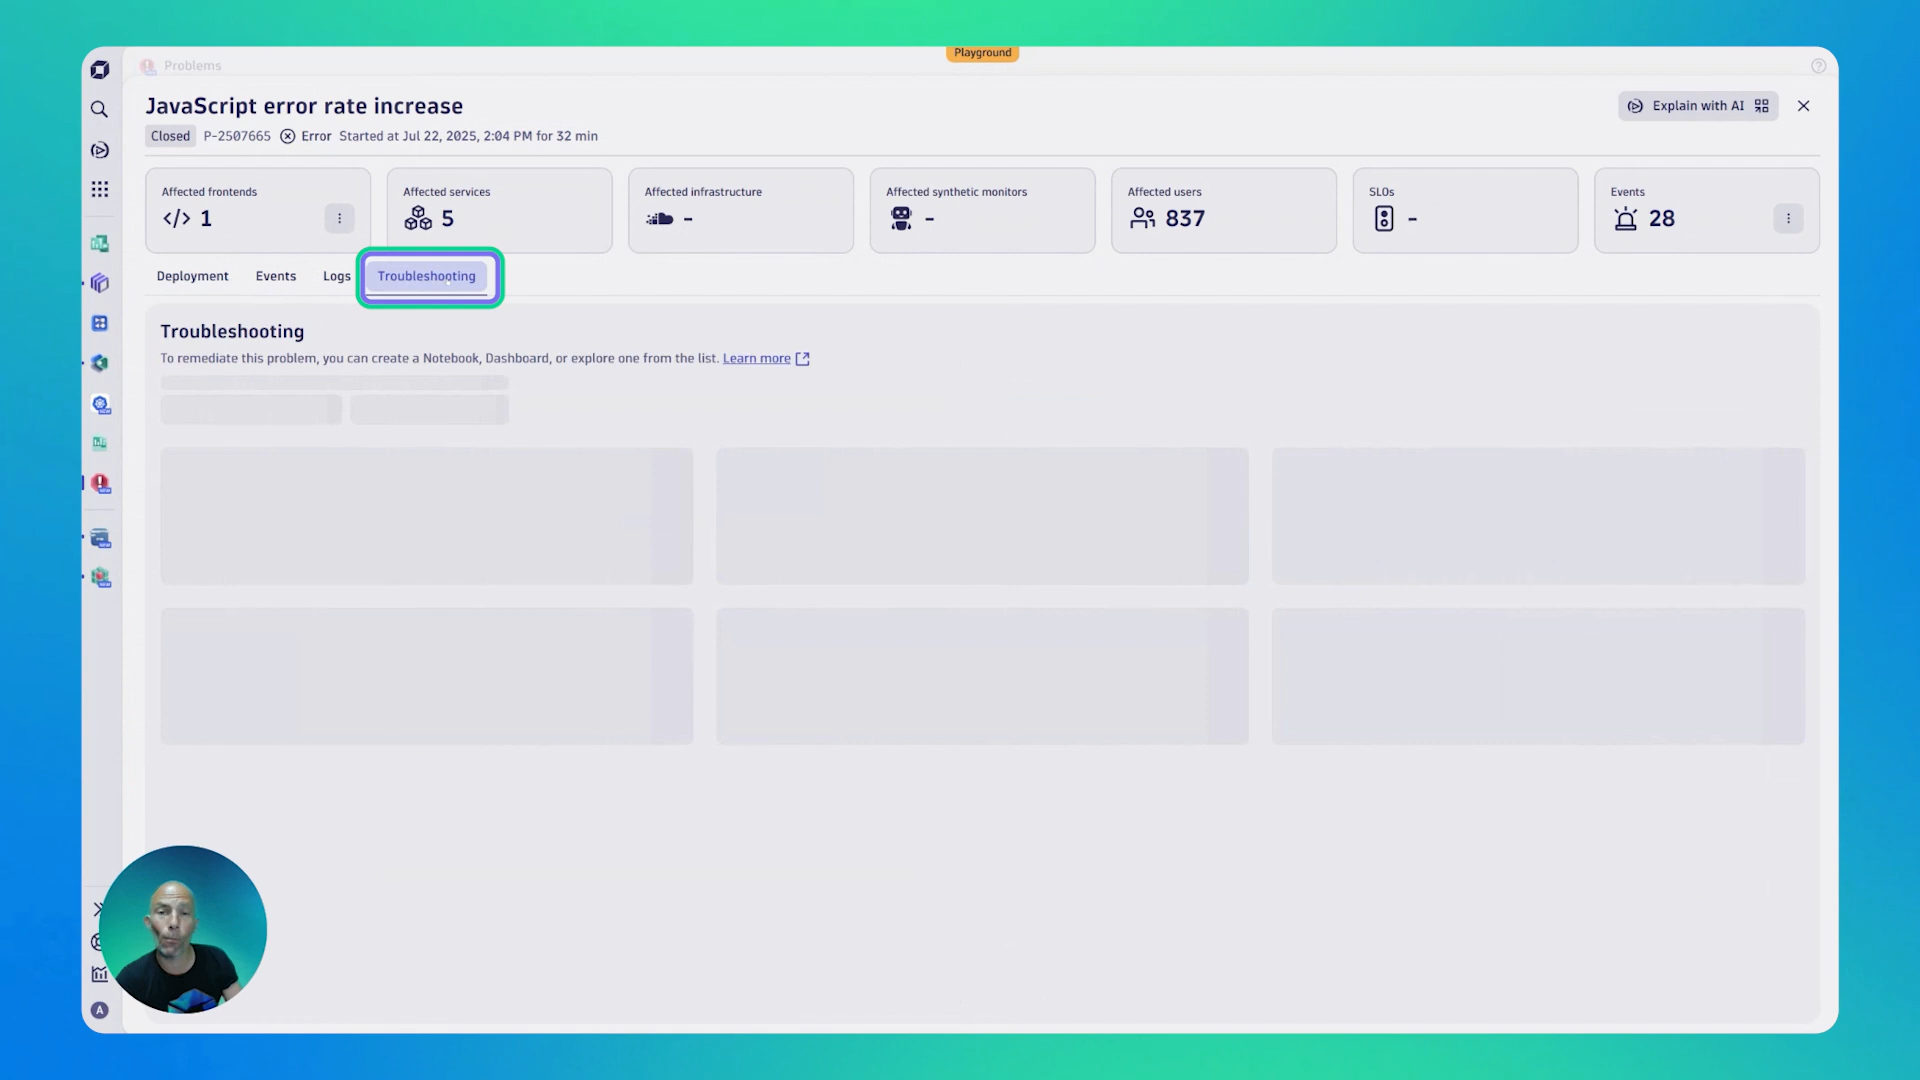 Playground
Problems
JavaScript error rate increase
Explain with AI
Closed P-2507665 Error Started at Jul 22, 2025, 2:04 PM for 32 min
Affected frontends
1
Affected services
5
Affected infrastructure
-
Affected synthetic monitors
-
Affected users
837
SLOs
-
Events
28
Deployment Events Logs Troubleshooting
Troubleshooting
To remediate this problem, you can create a Notebook, Dashboard, or explore one from the list. Learn more
A